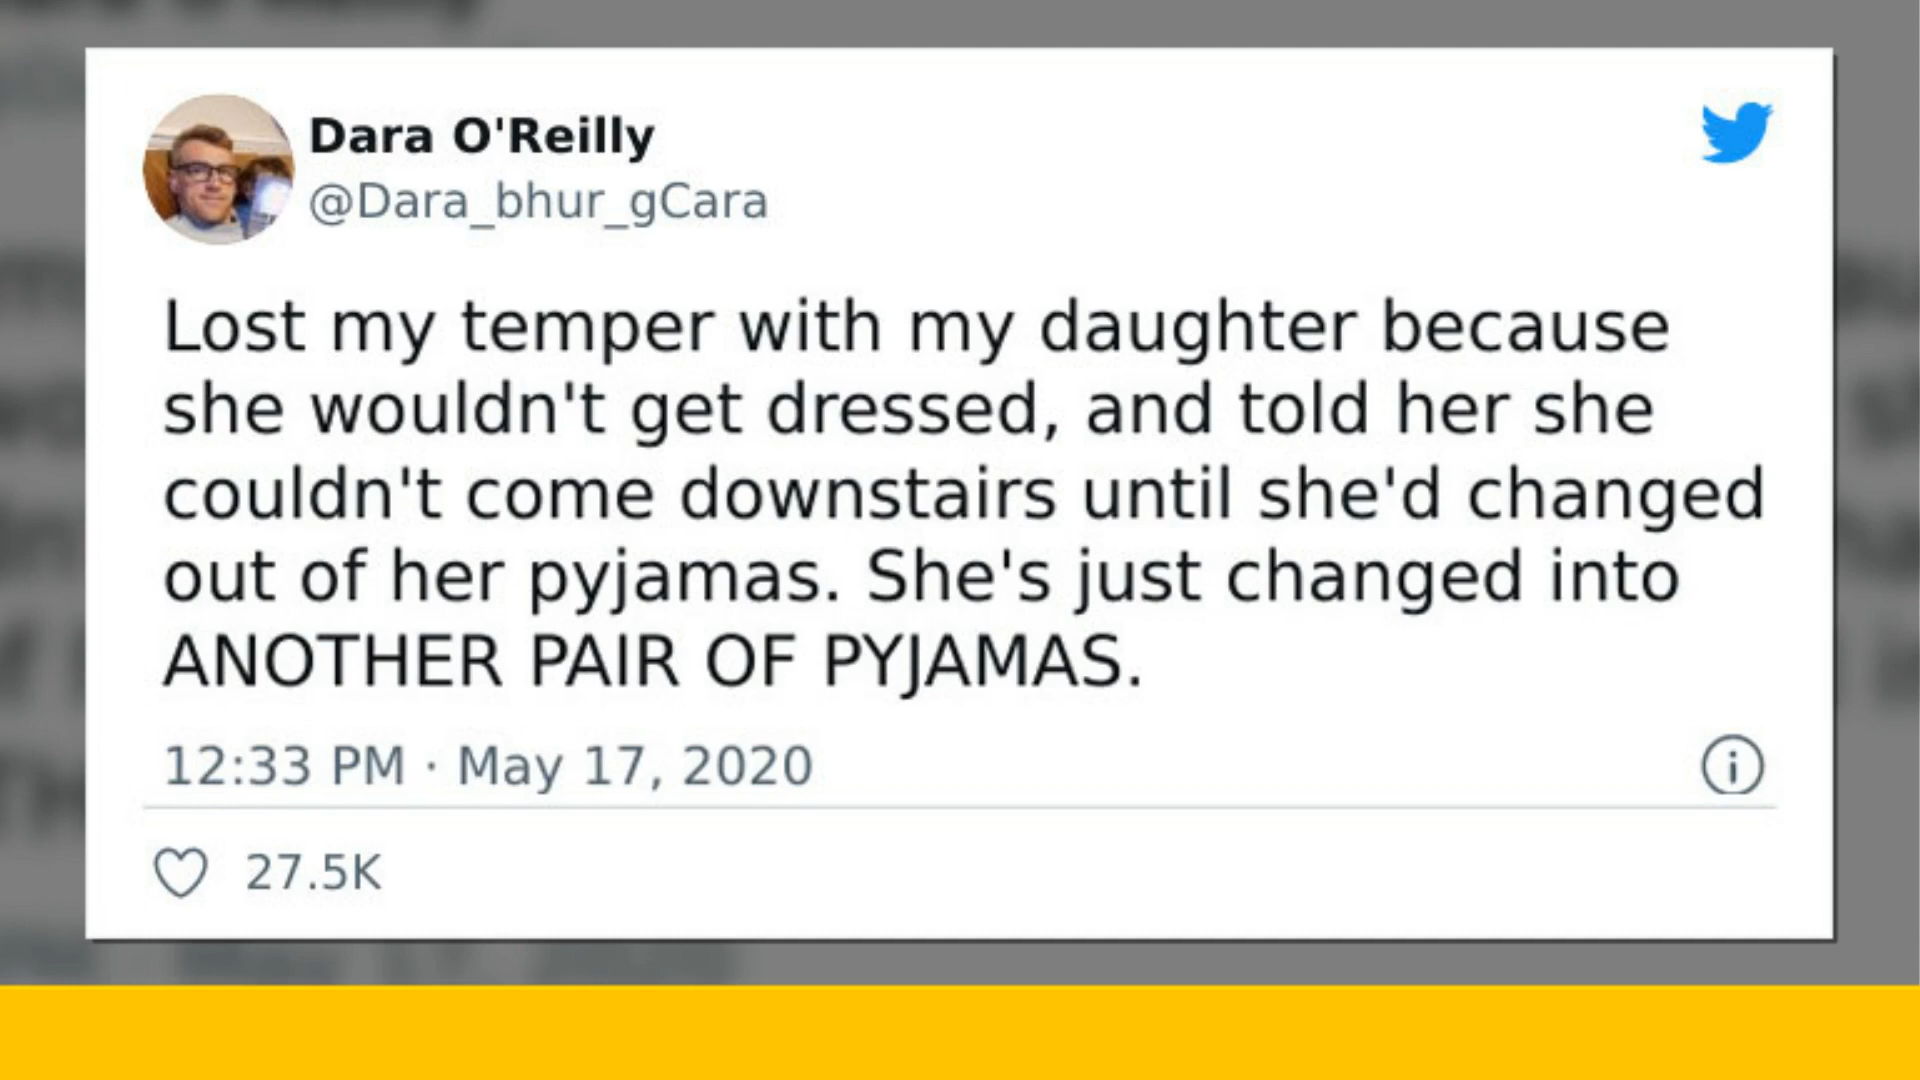 Dara O'Reilly
@Dara_bhur_gCara
Lost my temper with my daughter because
she wouldn't get dressed, and told her she
couldn't come downstairs until she'd changed
out of her pyjamas. She's just changed into
ANOTHER PAIR OF PYJAMAS.
12:33 PM · May 17, 2020
27.5K